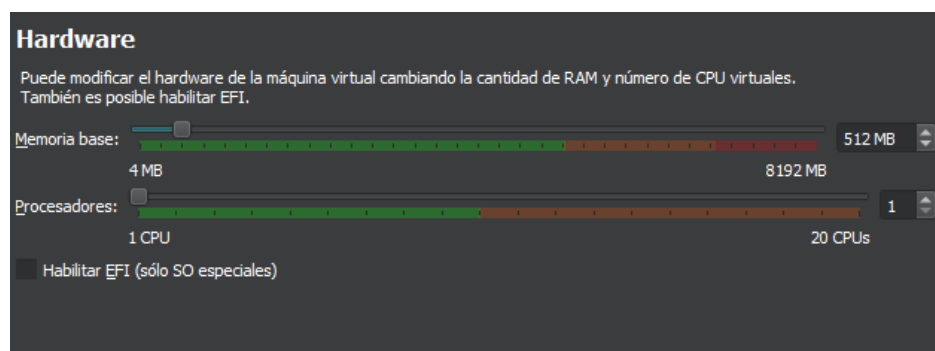 Hardware
Puede modificar el hardware de la máquina virtual cambiando la cantidad de RAM y número de CPU virtuales.
También es posible habilitar EFI.
Memoria base:
512 MB
4 MB
8192 MB
Procesadores:
1
1 CPU
20 CPUs
Habilitar EFI (sólo SO especiales)